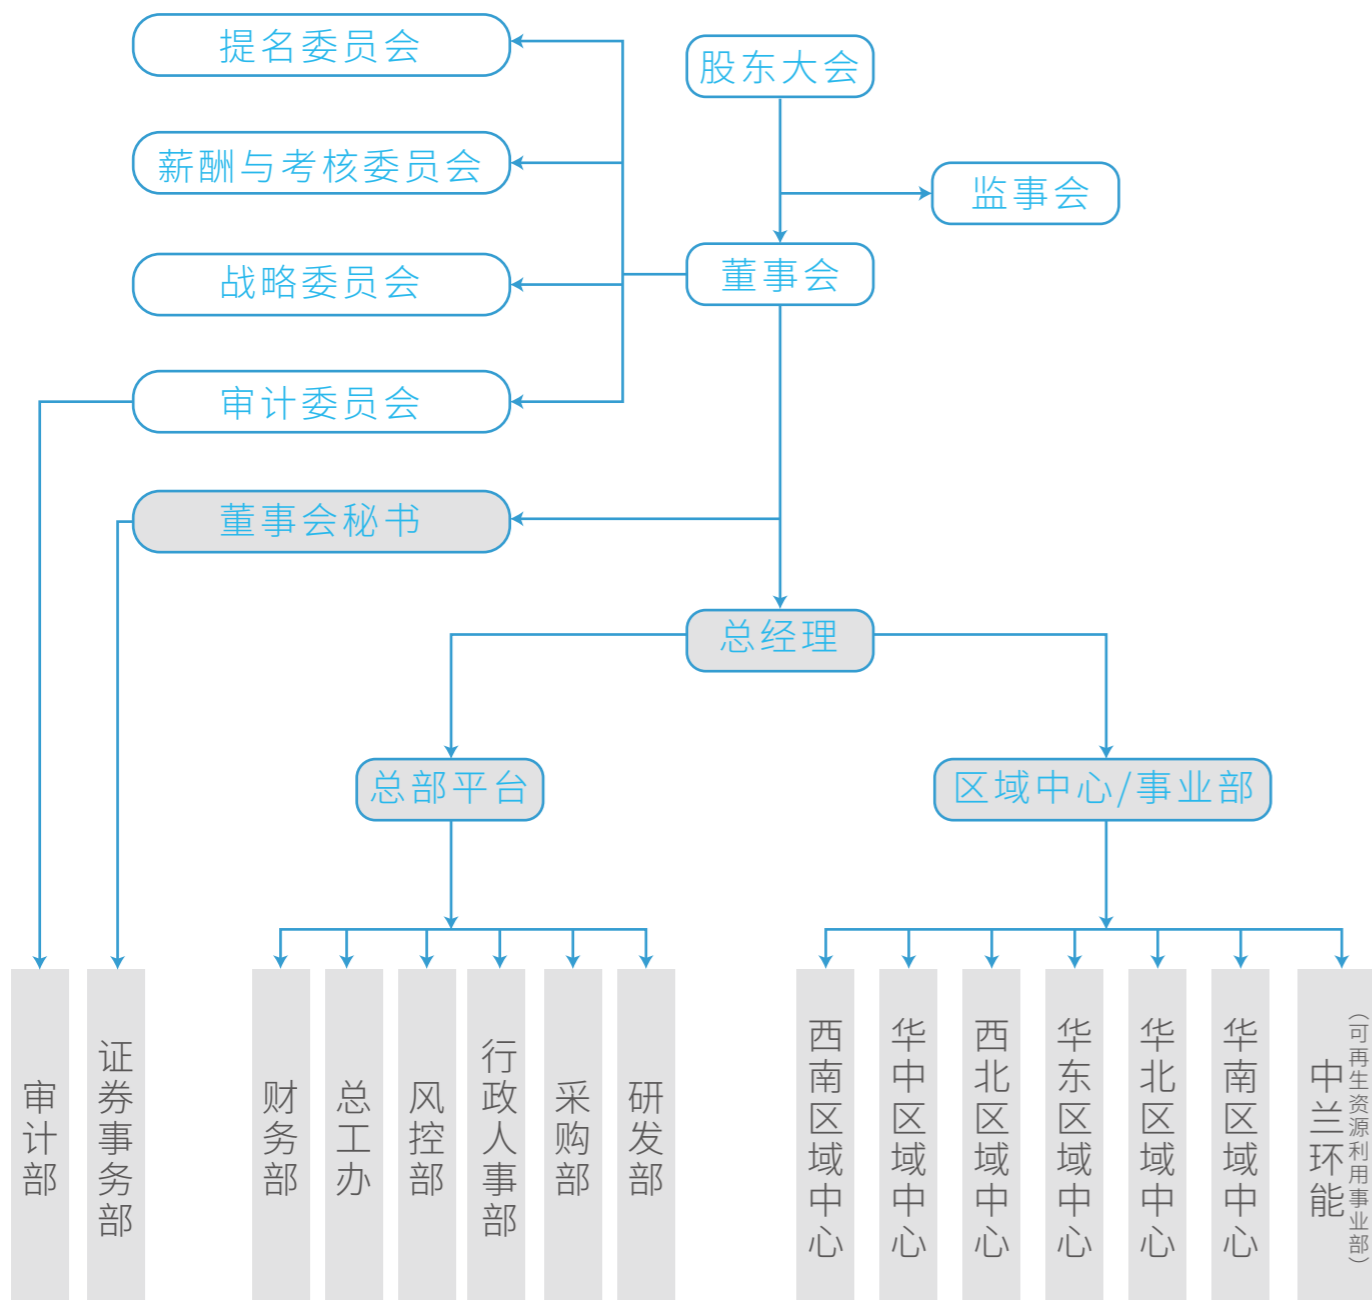 提名委员会
股东大会
薪酬与考核委员会
监事会
董事会
战略委员会
审计委员会
董事会秘书
总经理
总部平台
区域中心/事业部
审计部
证券事务部
财务部
总工办
风控部
行政人事部
采购部
研发部
西南区域中心
华中区域中心
西北区域中心
华东区域中心
华北区域中心
华南区域中心
中兰环能
（可再生资源利用事业部）